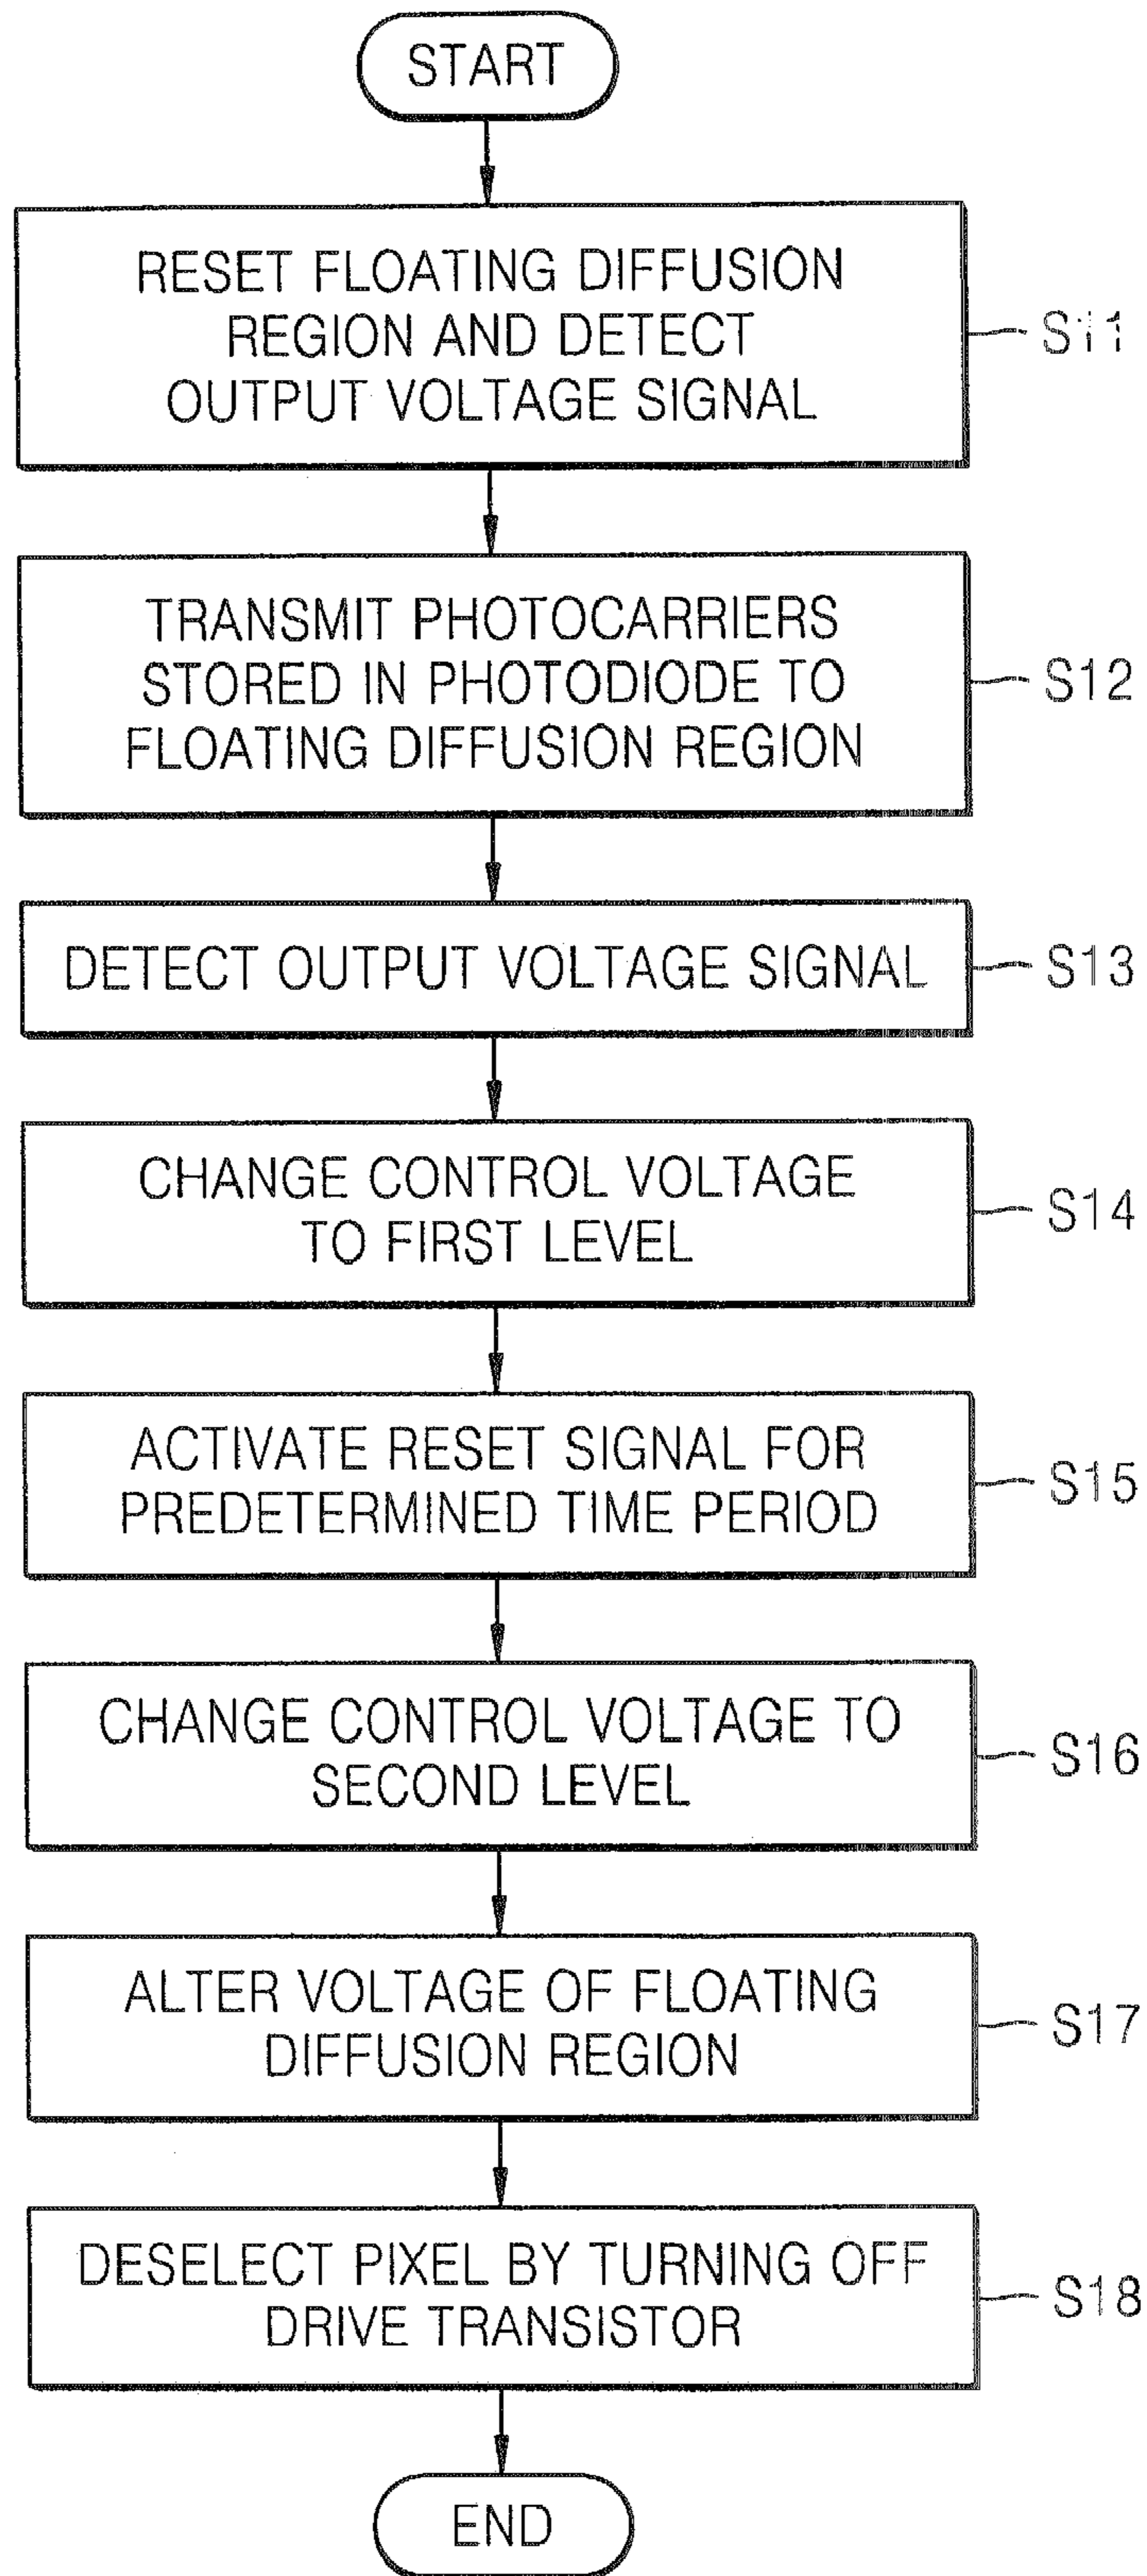 START
RESET FLOATING DIFFUSION
REGION AND DETECT
OUTPUT VOLTAGE SIGNAL
S11
TRANSMIT PHOTOCARRIERS
STORED IN PHOTODIODE TO
FLOATING DIFFUSION REGION
S12
DETECT OUTPUT VOLTAGE SIGNAL
S13
CHANGE CONTROL VOLTAGE
TO FIRST LEVEL
S14
ACTIVATE RESET SIGNAL FOR
PREDETERMINED TIME PERIOD
S15
CHANGE CONTROL VOLTAGE TO
SECOND LEVEL
S16
ALTER VOLTAGE OF FLOATING
DIFFUSION REGION
S17
DESELECT PIXEL BY TURNING OFF
DRIVE TRANSISTOR
S18
END